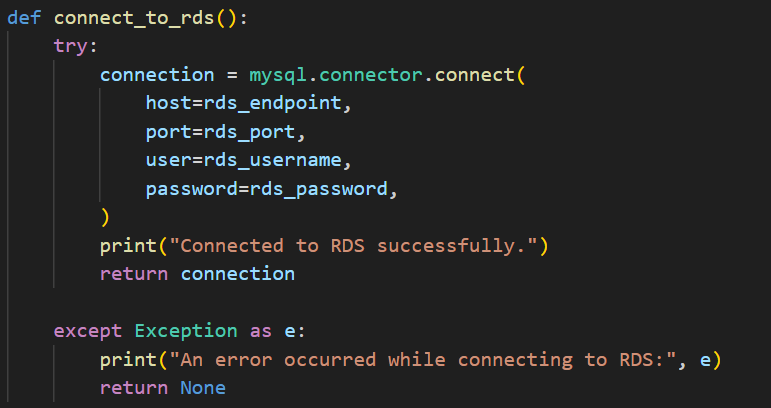 def connect_to_rds():
    try:
        connection = mysql.connector.connect(
            host=rds_endpoint,
            port=rds_port,
            user=rds_username,
            password=rds_password,
        )
        print("Connected to RDS successfully.")
        return connection

    except Exception as e:
        print("An error occurred while connecting to RDS:", e)
        return None